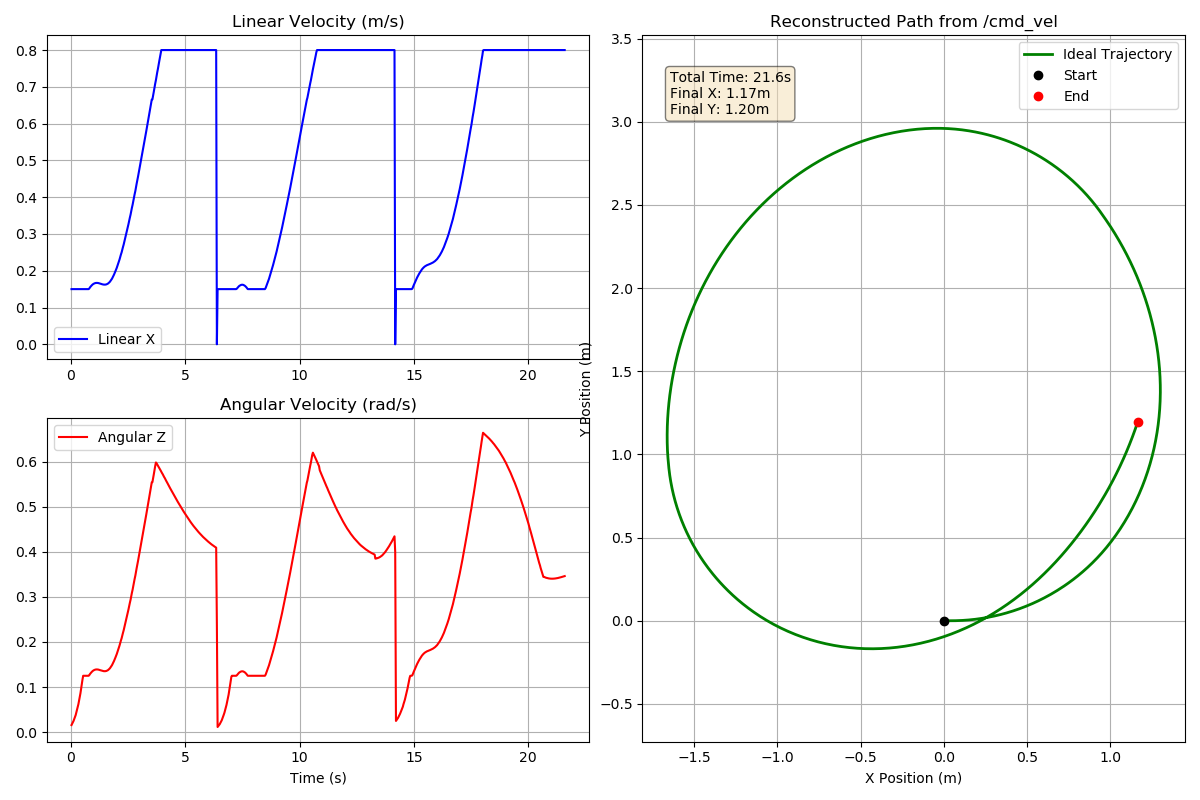 Linear Velocity (m/s)
0.8
0.7
0.6
0.5
0.4
0.3
0.2
0.1
0.0
Linear X
0 5 10 15 20
Angular Velocity (rad/s)
Angular Z
0.6
0.5
0.4
0.3
0.2
0.1
0.0
0 5 10 15 20
Time (s)
Reconstructed Path from /cmd_vel
Ideal Trajectory
Start
End
Total Time: 21.6s
Final X: 1.17m
Final Y: 1.20m
Y Position (m)
3.5
3.0
2.5
2.0
1.5
1.0
0.5
0.0
−0.5
−1.5 −1.0 −0.5 0.0 0.5 1.0
X Position (m)